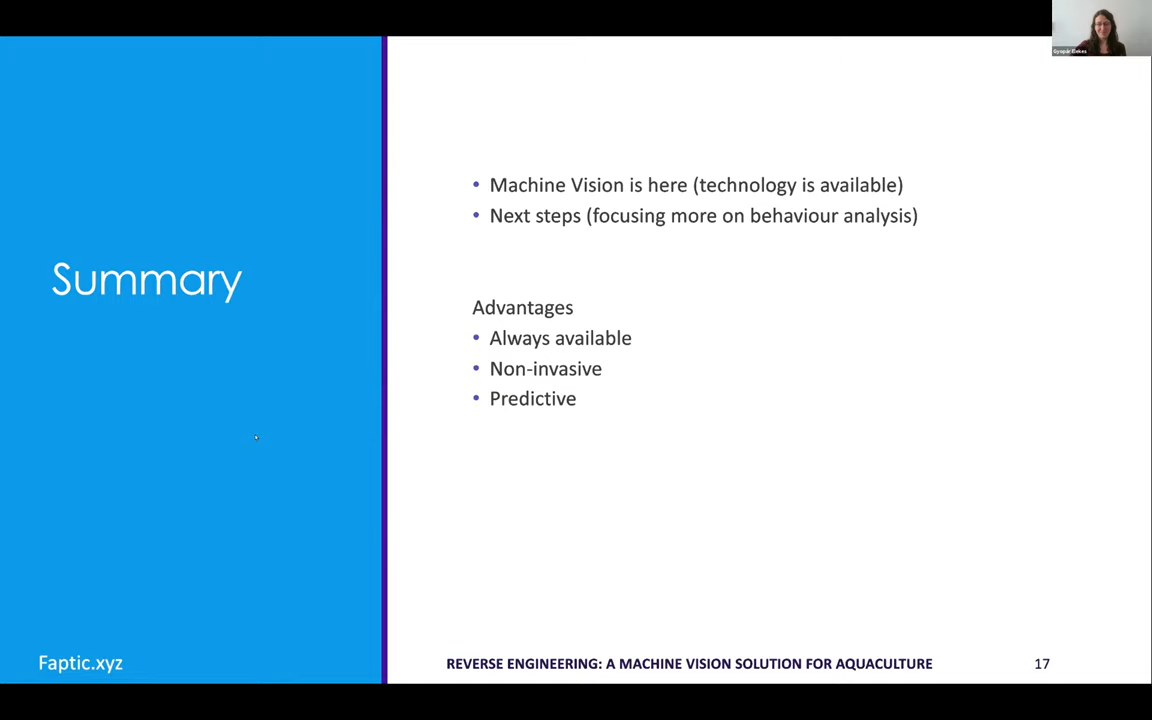 Summary
• Machine Vision is here (technology is available)
• Next steps (focusing more on behaviour analysis)
Advantages
• Always available
• Non-invasive
• Predictive
Faptic.xyz
REVERSE ENGINEERING: A MACHINE VISION SOLUTION FOR AQUACULTURE
17